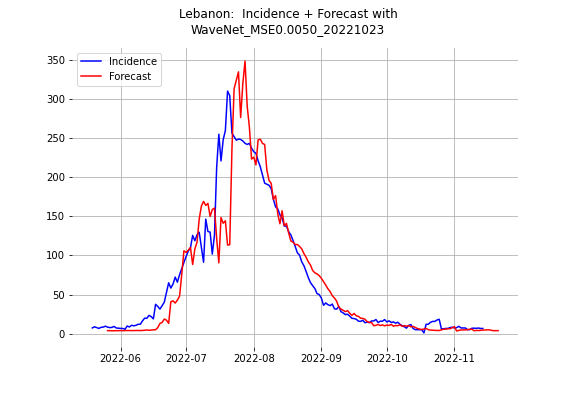 Lebanon:  Incidence + Forecast with
WaveNet_MSE0.0050_20221023
Incidence
Forecast
350
300
250
200
150
100
50
0
2022-06 2022-07 2022-08 2022-09 2022-10 2022-11